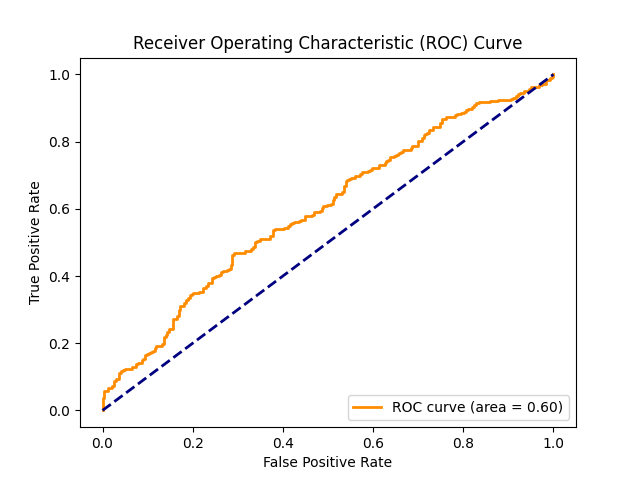 Receiver Operating Characteristic (ROC) Curve
True Positive Rate
1.0
0.8
0.6
0.4
0.2
0.0
ROC curve (area = 0.60)
0.0 0.2 0.4 0.6 0.8 1.0
False Positive Rate